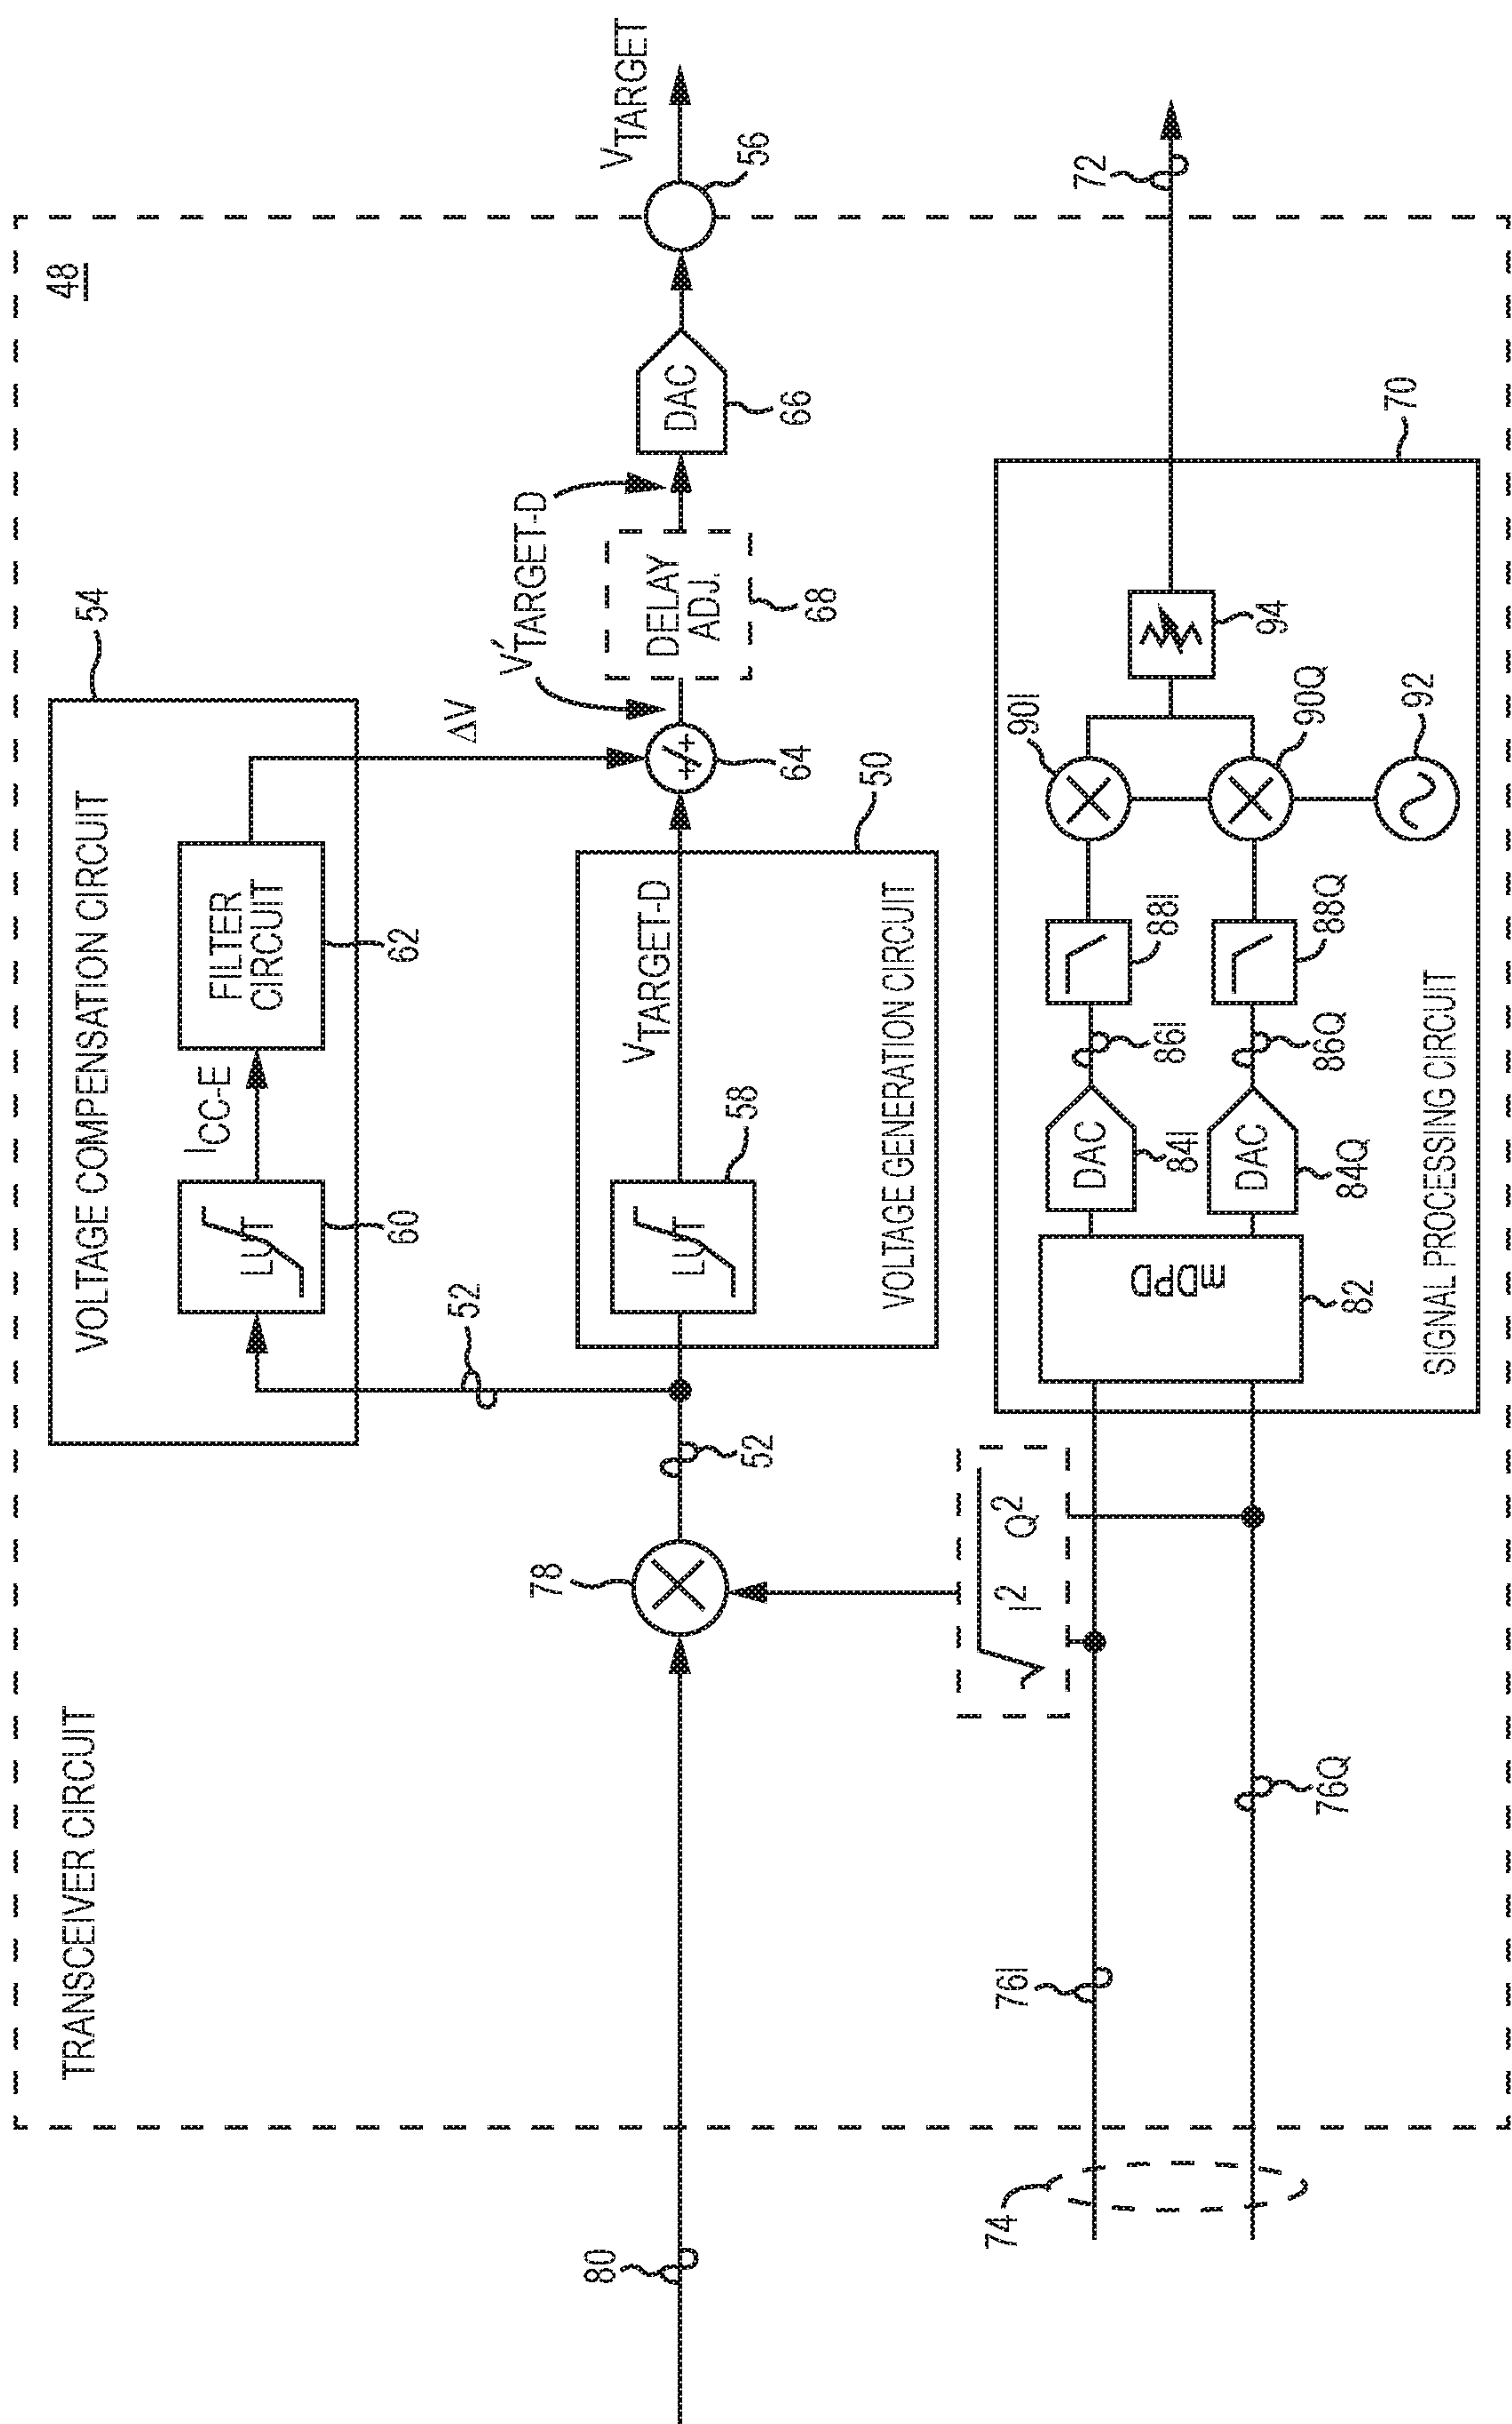 TRANSCEIVER CIRCUIT
48
VOLTAGE COMPENSATION CIRCUIT
54
LUT
60
ICC-E
FILTER
CIRCUIT
62
ΔV
52
80
78
52
LUT
58
VTARGET-D
VOLTAGE GENERATION CIRCUIT
50
+/+
64
V'TARGET-D
DELAY
ADJ.
68
DAC
66
56
VTARGET
√I² Q²
74
76I
76Q
mDPD
82
DAC
84I
DAC
84Q
86I
86Q
88I
88Q
90I
90Q
92
94
SIGNAL PROCESSING CIRCUIT
70
72